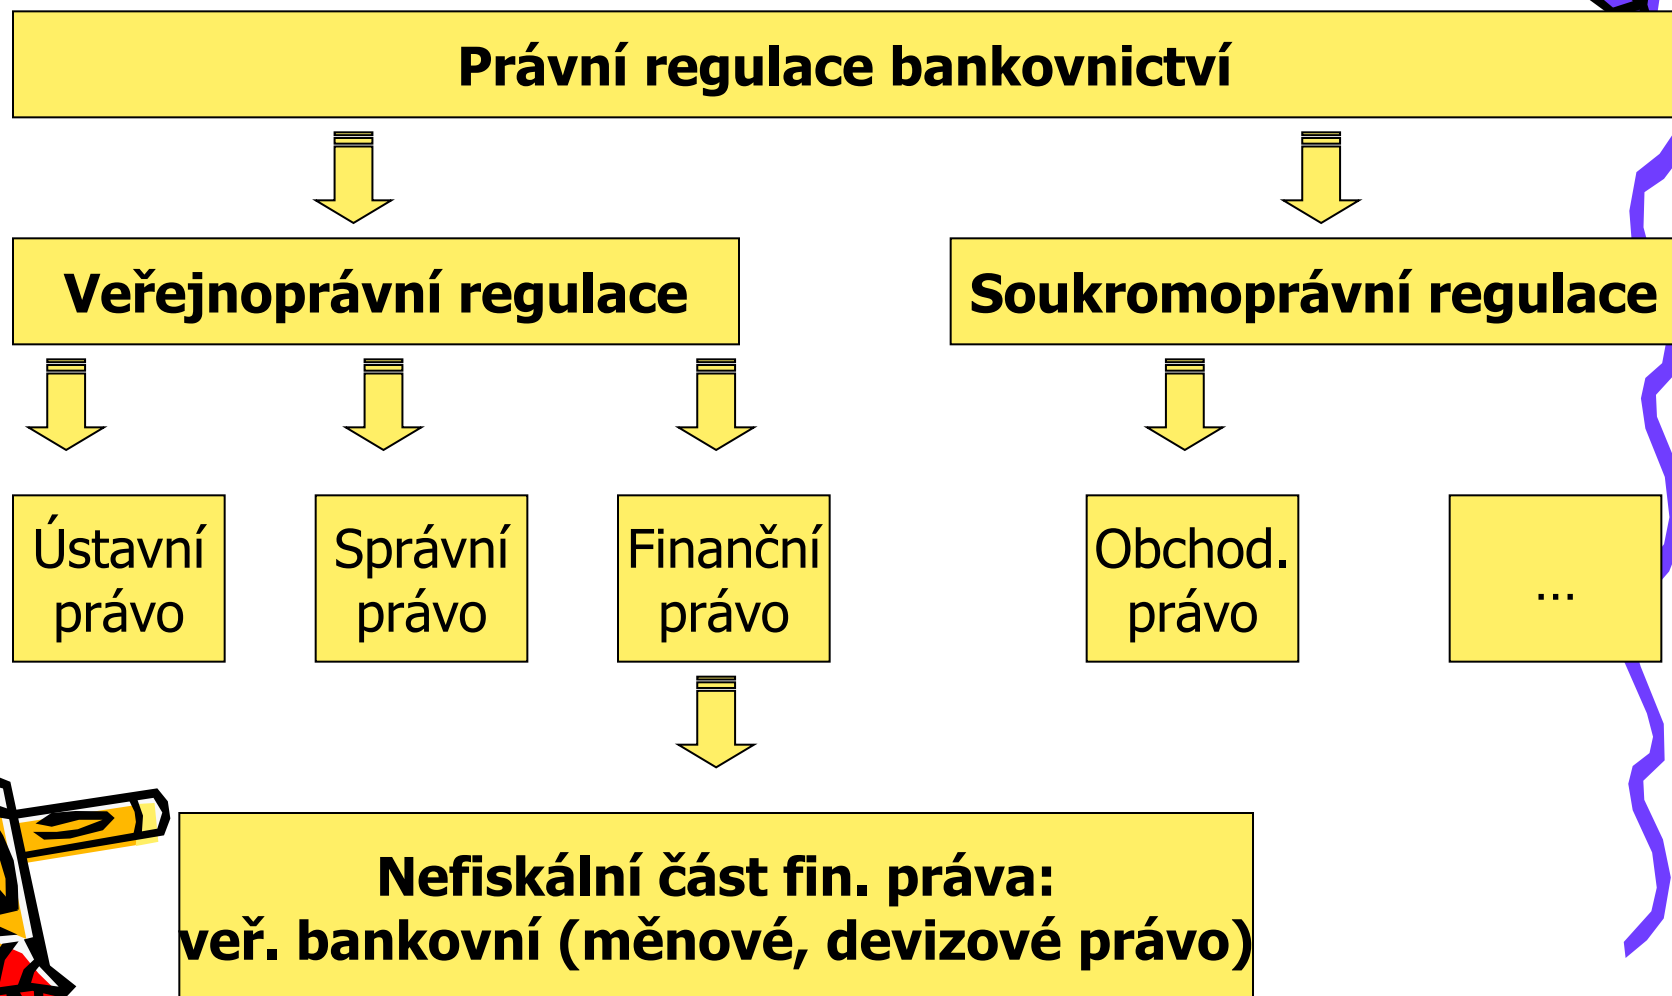 Právní regulace bankovnictví
Veřejnoprávní regulace
Soukromoprávní regulace
Ústavní
právo
Správní
právo
Finanční
právo
Obchod.
právo
...
Nefiskální část fin. práva:
veř. bankovní (měnové, devizové právo)